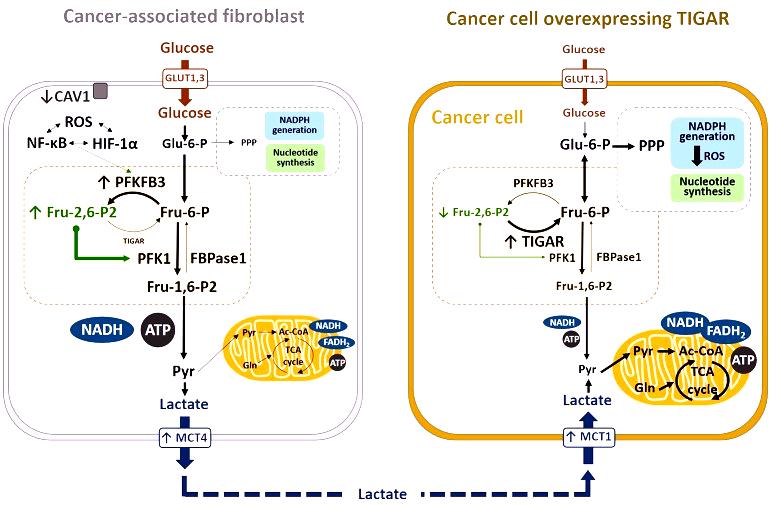 Cancer-associated fibroblast
Glucose
GLUT1,3
↓CAV1
Glucose
ROS
NF-κB
HIF-1α
Glu-6-P
PPP
NADPH
generation
Nucleotide
synthesis
↑ PFKFB3
↑ Fru-2,6-P2
Fru-6-P
TIGAR
PFK1
FBPase1
Fru-1,6-P2
NADH
ATP
Pyr
Ac-CoA
NADH
FADH2
Gln
TCA
cycle
ATP
Pyr
Lactate
↑ MCT4
Cancer cell overexpressing TIGAR
Glucose
GLUT1,3
Cancer cell
Glucose
Glu-6-P
PPP
NADPH
generation
ROS
Nucleotide
synthesis
PFKFB3
↓ Fru-2,6-P2
Fru-6-P
↑ TIGAR
PFK1
FBPase1
Fru-1,6-P2
NADH
ATP
NADH
FADH2
Pyr
Ac-CoA
ATP
Gln
TCA
cycle
Pyr
Lactate
↑ MCT1
Lactate